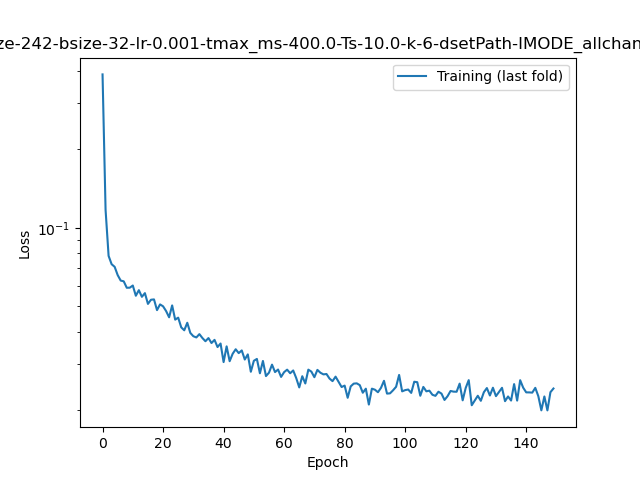 ze-242-bsize-32-lr-0.001-tmax_ms-400.0-Ts-10.0-k-6-dsetPath-IMODE_allchan
Training (last fold)
10⁻¹
Loss
0 20 40 60 80 100 120 140
Epoch